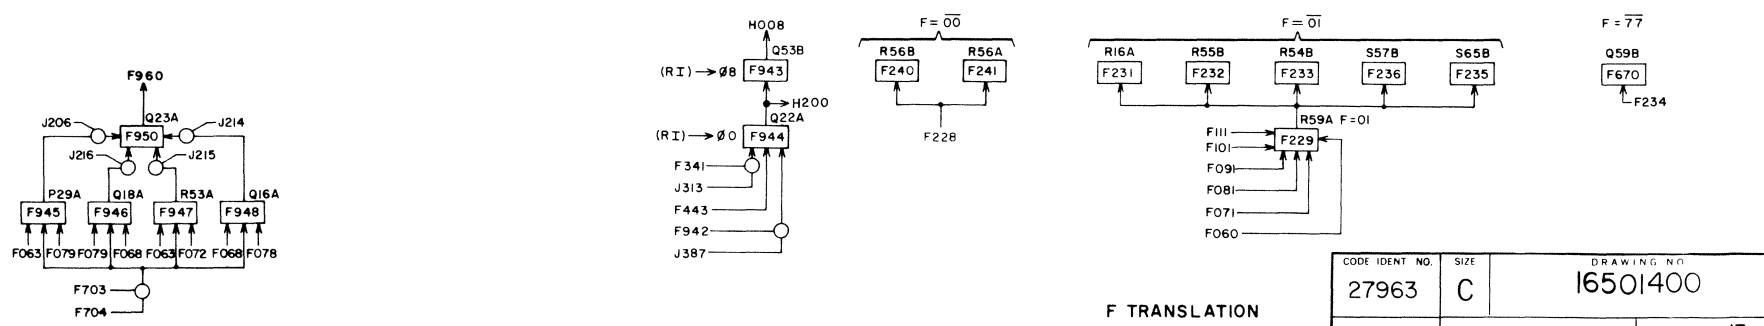 F960
Q23A
J206
F950
J214
J216
J215
P29A
Q18A
R53A
Q16A
F945
F946
F947
F948
F063 F079 F079 F068 F063 F072 F068 F078
F703
F704
H008
Q53B
(RI) → Ø8
F943
H200
Q22A
(RI) → Ø0
F944
F341
J313
F443
F942
J387
F = 00
R56B
R56A
F240
F241
F228
F = 01
R16A
R55B
R54B
S57B
S65B
F231
F232
F233
F236
F235
R59A F=01
F111
F101
F229
F091
F081
F071
F060
F = 77
Q59B
F670
F234
F TRANSLATION
CODE IDENT NO.
27963
SIZE
C
DRAWING NO
16501400